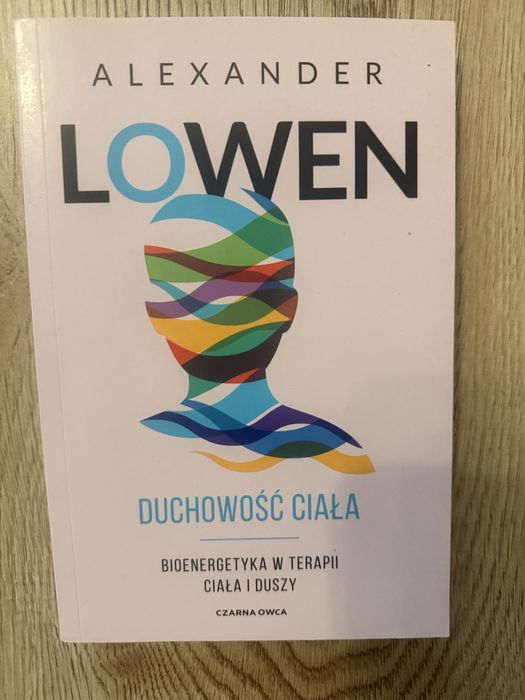 ALEXANDER
LOWEN
DUCHOWOŚĆ CIAŁA
BIOENERGETYKA W TERAPII
CIAŁA I DUSZY
CZARNA OWCA